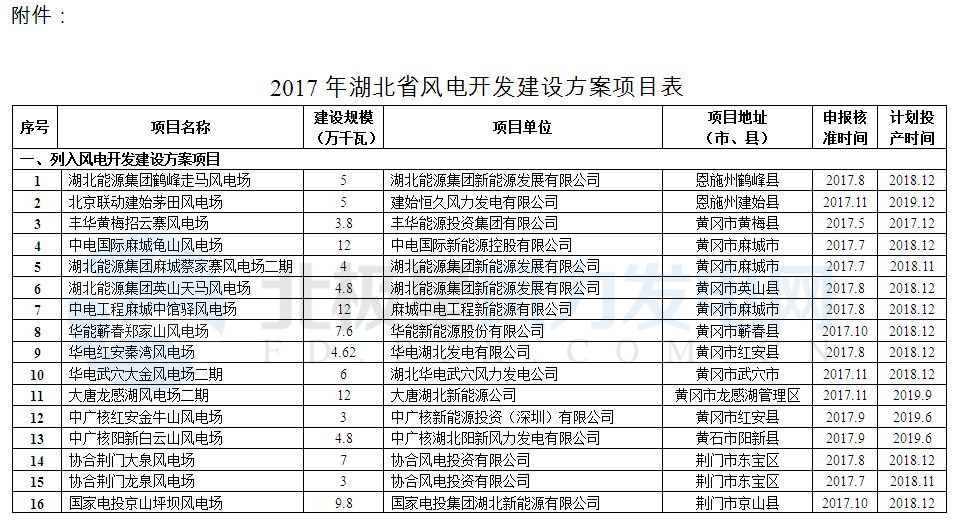 附件：
2017 年湖北省风电开发建设方案项目表
序号 项目名称 建设规模（万千瓦） 项目单位 项目地址（市、县） 申报核准时间 计划投产时间
一、列入风电开发建设方案项目
1 湖北能源集团鹤峰走马风电场 5 湖北能源集团新能源发展有限公司 恩施州鹤峰县 2017.8 2018.12
2 北京联动建始茅田风电场 5 建始恒久风力发电有限公司 恩施州建始县 2017.11 2019.12
3 丰华黄梅招云寨风电场 3.8 丰华能源投资集团有限公司 黄冈市黄梅县 2017.5 2017.12
4 中电国际麻城龟山风电场 12 中电国际新能源控股有限公司 黄冈市麻城市 2017.7 2018.12
5 湖北能源集团麻城蔡家寨风电场二期 4 湖北能源集团新能源发展有限公司 黄冈市麻城市 2017.7 2018.11
6 湖北能源集团英山天马风电场 4.8 湖北能源集团新能源发展有限公司 黄冈市英山县 2017.8 2018.12
7 中电工程麻城中馆驿风电场 12 麻城中电工程新能源有限公司 黄冈市麻城市 2017.8 2018.12
8 华能蕲春郑家山风电场 7.6 华能新能源股份有限公司 黄冈市蕲春县 2017.10 2018.12
9 华电红安秦湾风电场 4.62 华电湖北发电有限公司 黄冈市红安县 2017.8 2018.12
10 华电武穴大金风电场二期 6 湖北华电武穴风力发电公司 黄冈市武穴市 2017.11 2018.12
11 大唐龙感湖风电场二期 12 大唐湖北新能源公司 黄冈市龙感湖管理区 2017.11 2019.9
12 中广核红安金牛山风电场 3 中广核新能源投资（深圳）有限公司 黄冈市红安县 2017.9 2019.6
13 中广核阳新白云山风电场 4.8 中广核湖北阳新风力发电有限公司 黄石市阳新县 2017.9 2019.6
14 协合荆门大泉风电场 7 协合风电投资有限公司 荆门市东宝区 2017.8 2018.12
15 协合荆门龙泉风电场 3 协合风电投资有限公司 荆门市东宝区 2017.7 2018.11
16 国家电投京山坪坝风电场 9.8 国家电投集团湖北新能源有限公司 荆门市京山县 2017.10 2018.12